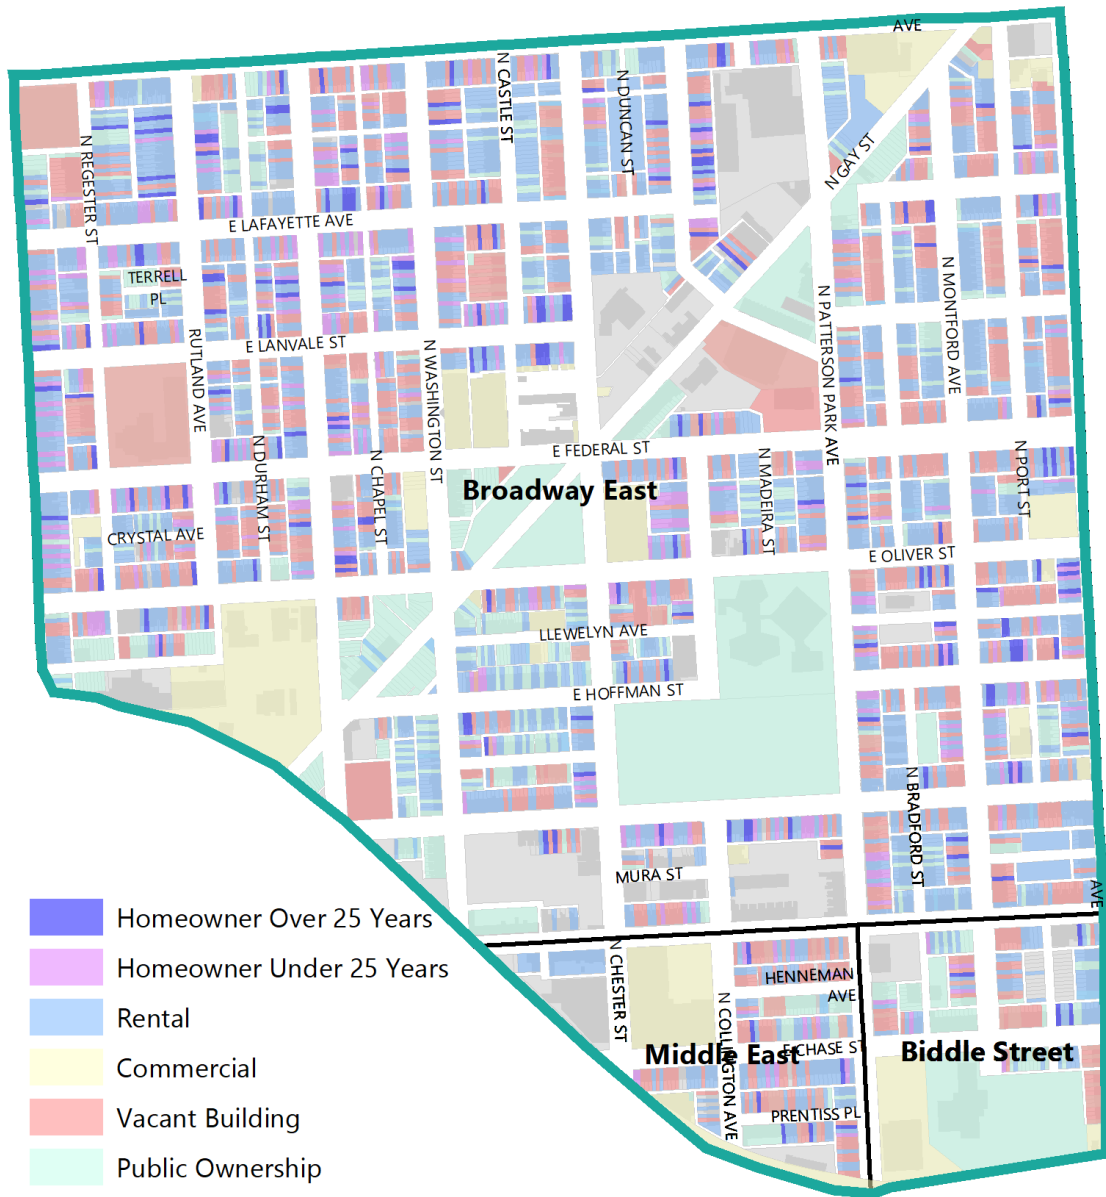 AVE
N CASTLE ST
N DUNCAN ST
N GAY ST
N REGESTER ST
E LAFAYETTE AVE
TERRELL
PL
N PATTERSON PARK AVE
N MONTFORD AVE
RUTLAND AVE
E LANVALE ST
N WASHINGTON ST
N DURHAM ST
N CHAPEL ST
E FEDERAL ST
N MADEIRA ST
N PORT ST
Broadway East
CRYSTAL AVE
E OLIVER ST
LLEWELYN AVE
E HOFFMAN ST
N BRADFORD ST
MURA ST
AVE
N CHESTER ST
HENNEMAN
AVE
N COLLINGTON AVE
E CHASE ST
Middle East
Biddle Street
PRENTISS PL
Homeowner Over 25 Years
Homeowner Under 25 Years
Rental
Commercial
Vacant Building
Public Ownership